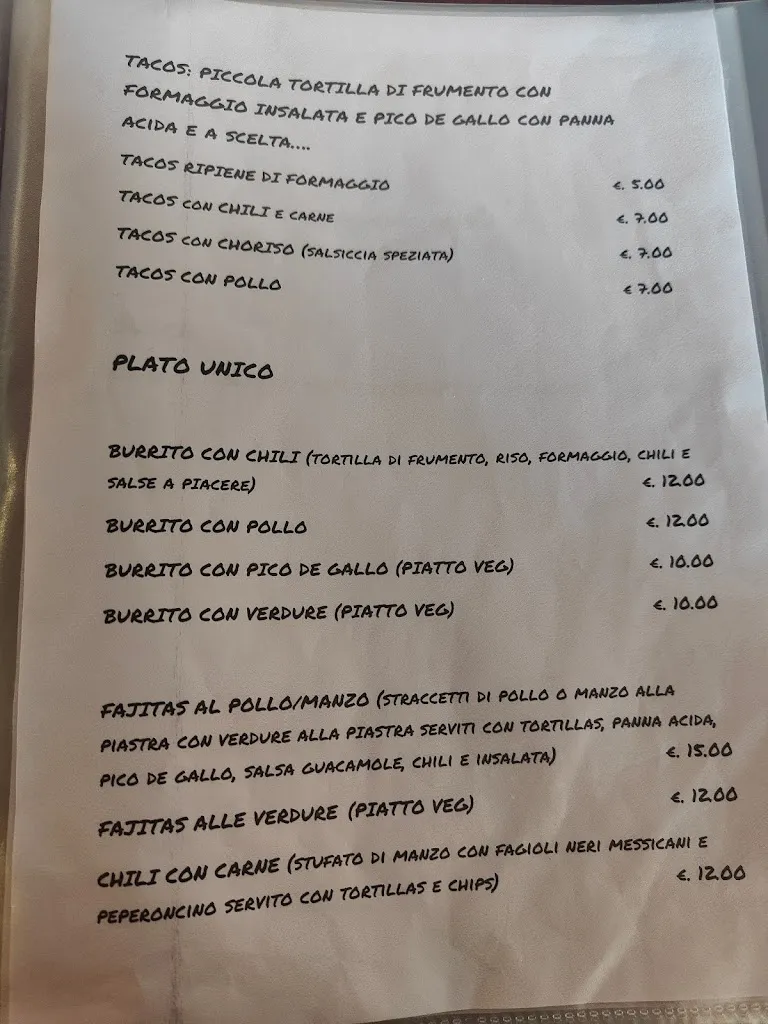 TACOS: PICCOLA TORTILLA DI FRUMENTO CON
FORMAGGIO INSALATA E PICO DE GALLO CON PANNA
ACIDA E A SCELTA....
TACOS RIPIENE DI FORMAGGIO €. 5.00
TACOS CON CHILI E CARNE €. 7.00
TACOS CON CHORISO (SALSICCIA SPEZIATA) €. 7.00
TACOS CON POLLO € 7.00
PLATO UNICO
BURRITO CON CHILI (TORTILLA DI FRUMENTO, RISO, FORMAGGIO, CHILI E
SALSE A PIACERE) €. 12.00
BURRITO CON POLLO €. 12.00
BURRITO CON PICO DE GALLO (PIATTO VEG) €. 10.00
BURRITO CON VERDURE (PIATTO VEG) €. 10.00
FAJITAS AL POLLO/MANZO (STRACCETTI DI POLLO O MANZO ALLA
PIASTRA CON VERDURE ALLA PIASTRA SERVITI CON TORTILLAS, PANNA ACIDA,
PICO DE GALLO, SALSA GUACAMOLE, CHILI E INSALATA) €. 15.00
FAJITAS ALLE VERDURE (PIATTO VEG) €. 12.00
CHILI CON CARNE (STUFATO DI MANZO CON FAGIOLI NERI MESSICANI E
PEPERONCINO SERVITO CON TORTILLAS E CHIPS) €. 12.00